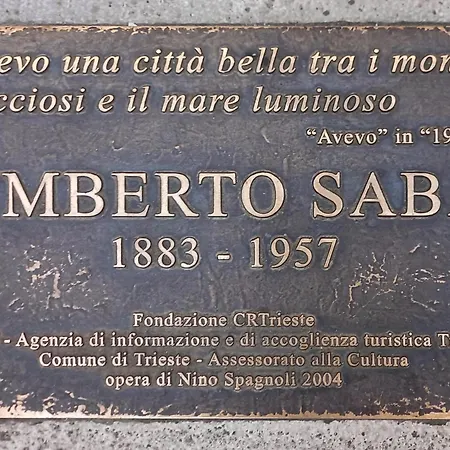 evo una città bella tra i mon
cciosi e il mare luminoso
“Avevo” in “19
MBERTO SAB
1883 - 1957
Fondazione CRTrieste
- Agenzia di informazione e di accoglienza turistica T
Comune di Trieste - Assessorato alla Cultura
opera di Nino Spagnoli 2004